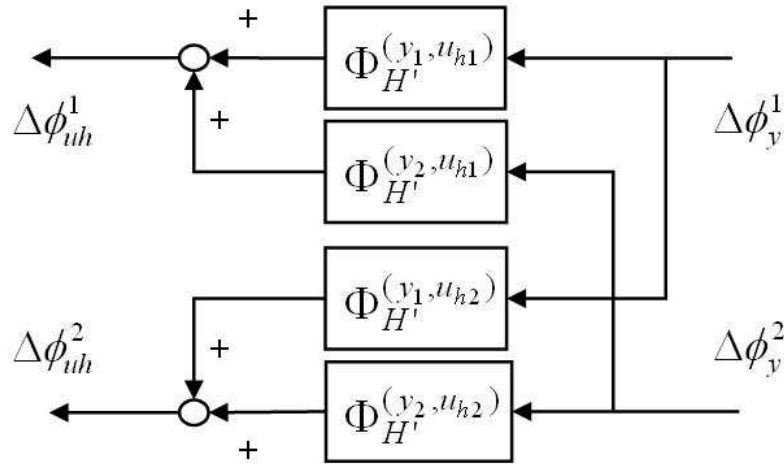 +
Φ_{H'}^{(y_1,u_{h1})}
Δϕ_{uh}^1
+
Δϕ_y^1
Φ_{H'}^{(y_2,u_{h1})}
Φ_{H'}^{(y_1,u_{h2})}
Δϕ_{uh}^2
+
Δϕ_y^2
Φ_{H'}^{(y_2,u_{h2})}
+